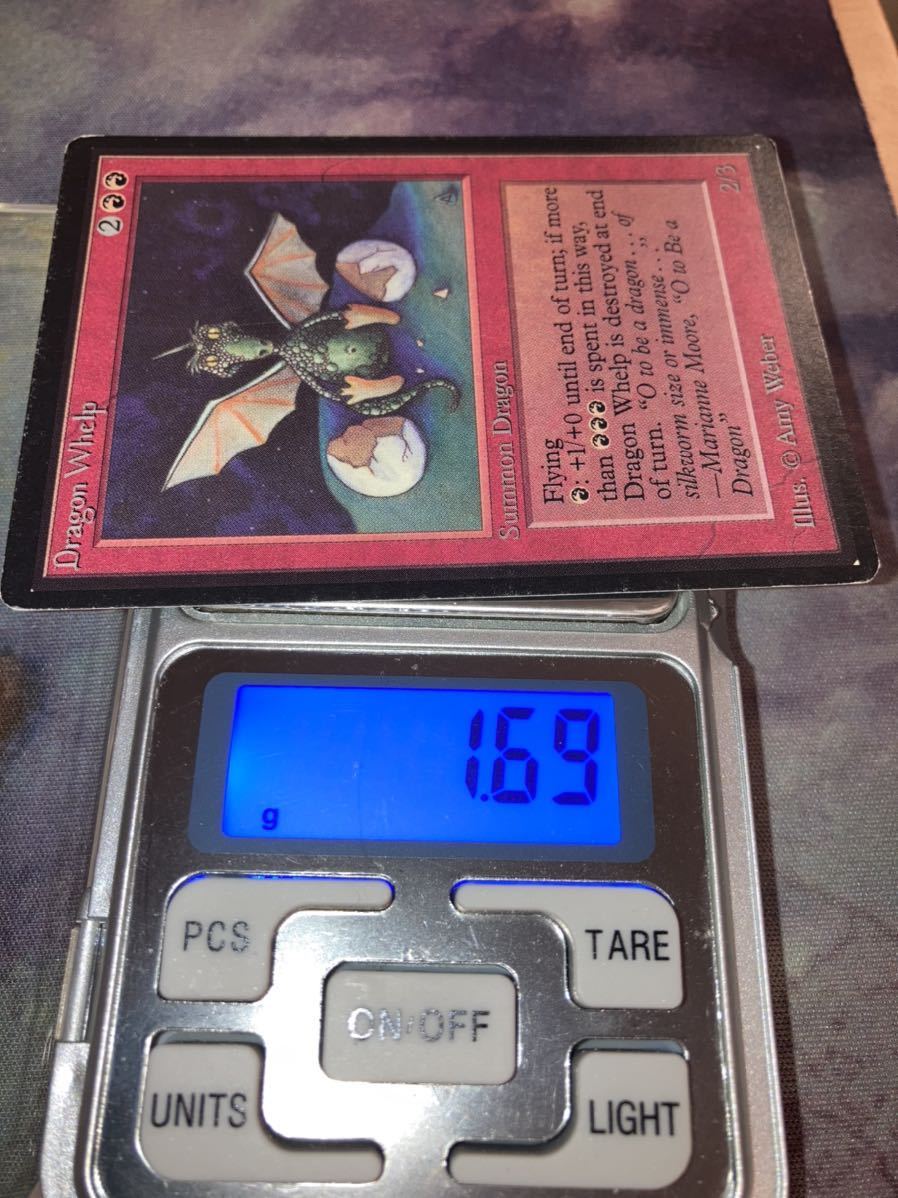 Dragon Whelp
2
Summon Dragon
2/3
Flying
: +1/+0 until end of turn; if more
than is spent in this way,
Dragon Whelp is destroyed at end
of turn. "O to be a dragon . . . of
silkworm size or immense . . ."
—Marianne Moore, "O to Be a
Dragon"
Illus. © Amy Weber
1.69
g
PCS
TARE
ON/OFF
UNITS
LIGHT